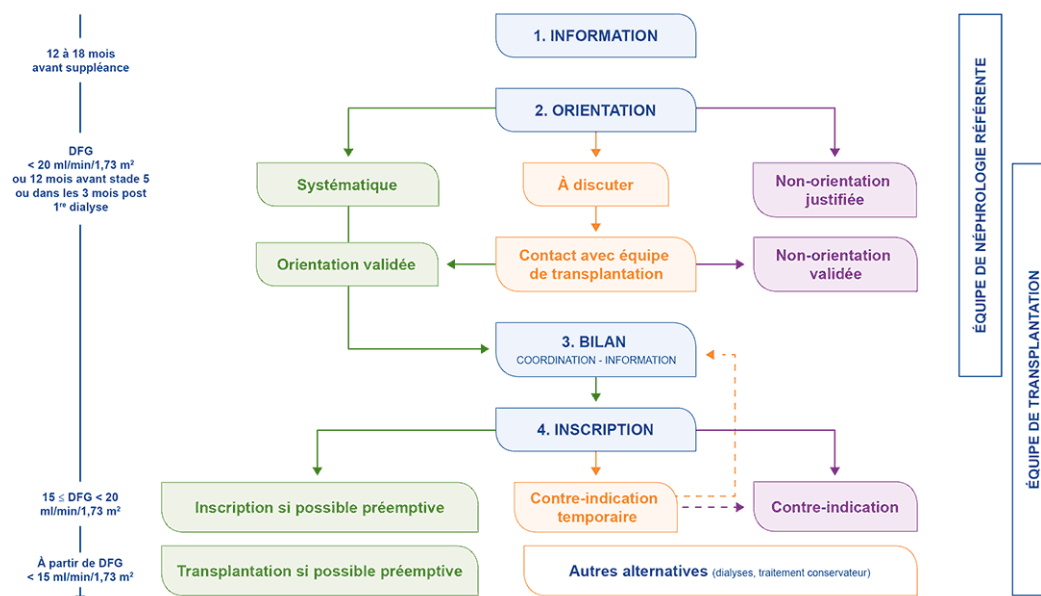 12 à 18 mois
avant suppléance
1. INFORMATION
2. ORIENTATION
DFG
< 20 ml/min/1,73 m²
ou 12 mois avant stade 5
ou dans les 3 mois post
1re dialyse
Systématique
À discuter
Non-orientation
justifiée
Orientation validée
Contact avec équipe
de transplantation
Non-orientation
validée
3. BILAN
COORDINATION - INFORMATION
4. INSCRIPTION
15 ≤ DFG < 20
ml/min/1,73 m²
Inscription si possible préemptive
Contre-indication
temporaire
Contre-indication
À partir de DFG
< 15 ml/min/1,73 m²
Transplantation si possible préemptive
Autres alternatives (dialyses, traitement conservateur)
ÉQUIPE DE NÉPHROLOGIE RÉFÉRENTE
ÉQUIPE DE TRANSPLANTATION